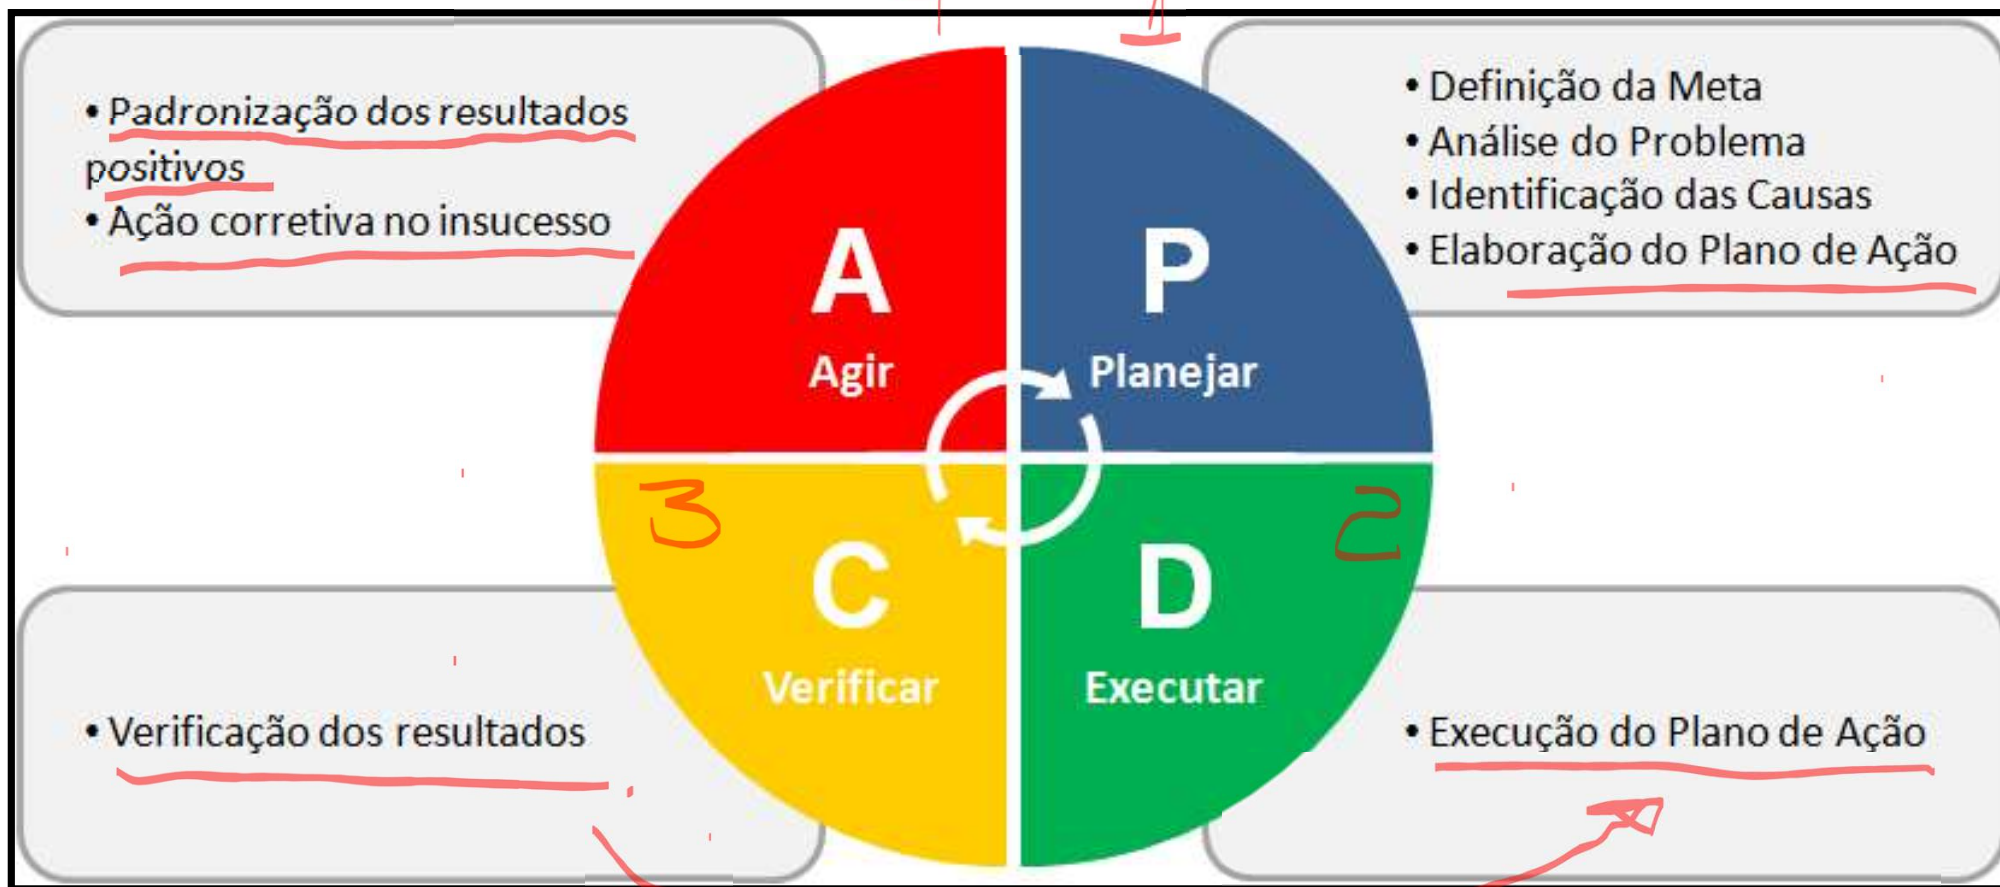 1
• Padronização dos resultados
positivos
• Ação corretiva no insucesso
• Definição da Meta
• Análise do Problema
• Identificação das Causas
• Elaboração do Plano de Ação
A
Agir
P
Planejar
3
C
Verificar
2
D
Executar
• Verificação dos resultados
• Execução do Plano de Ação